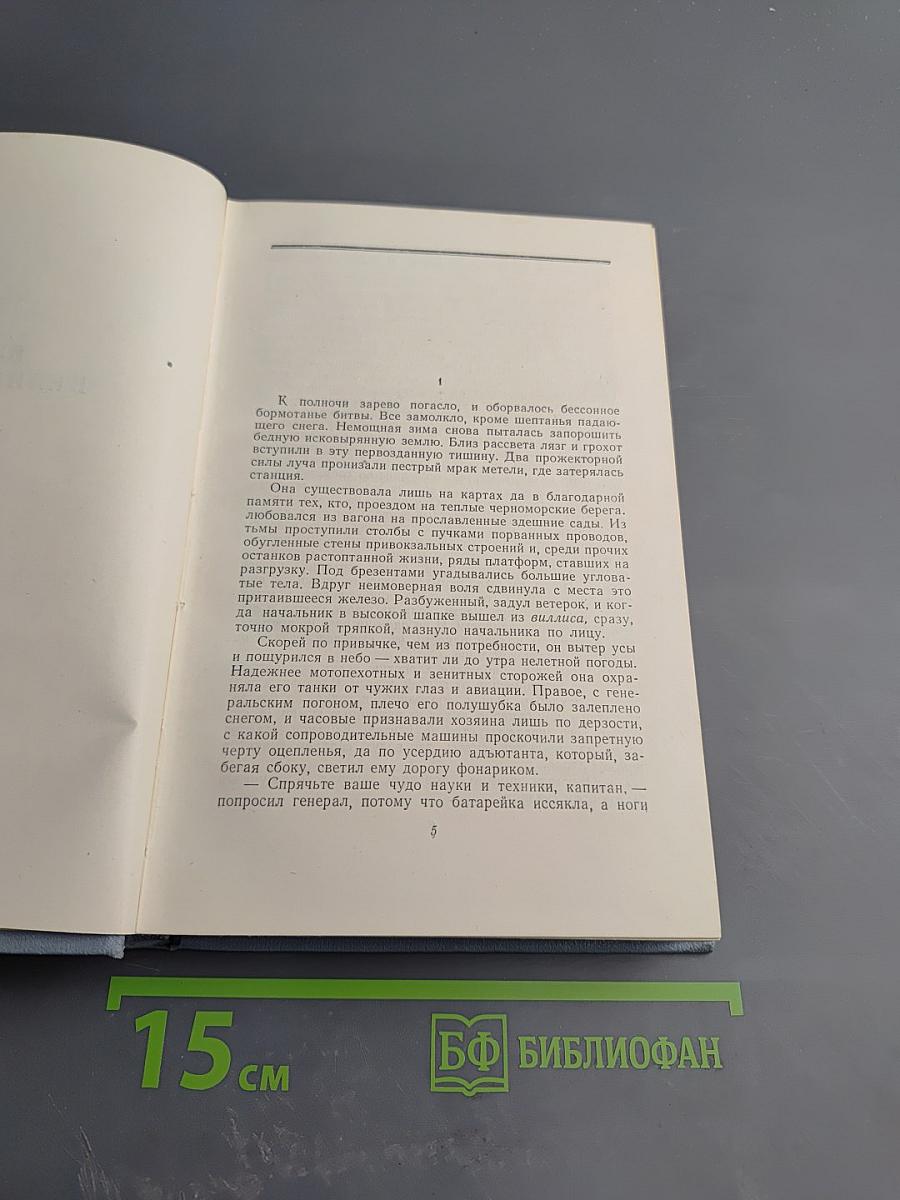 1
К полночи зарево погасло, и оборвалось бессонное
бормотанье битвы. Все замолкло, кроме шептанья падаю-
щего снега. Немощная зима снова пыталась запорошить
бедную исковырянную землю. Близ рассвета лязг и грохот
вступили в эту первозданную тишину. Два прожекторной
силы луча пронизали пестрый мрак метели, где затерялась
станция.
Она существовала лишь на картах да в благодарной
памяти тех, кто, проездом на теплые черноморские берега.
любовался из вагона на прославленные здешние сады. Из
тьмы проступили столбы с пучками порванных проводов,
обугленные стены привокзальных строений и, среди прочих
останков растоптанной жизни, ряды платформ, ставших на
разгрузку. Под брезентами угадывались большие углова-
тые тела. Вдруг неимоверная воля сдвинула с места это
притаившееся железо. Разбуженный, задул ветерок, и ког-
да начальник в высокой шапке вышел из виллиса, сразу,
точно мокрой тряпкой, мазнуло начальника по лицу.
Скорей по привычке, чем из потребности, он вытер усы
и пощурился в небо — хватит ли до утра нелетной погоды.
Надежнее мотопехотных и зенитных сторожей она охра-
няла его танки от чужих глаз и авиации. Правое, с гене-
ральским погоном, плечо его полушубка было залеплено
снегом, и часовые признавали хозяина лишь по дерзости,
с какой сопроводительные машины проскочили запретную
черту оцепленья, да по усердию адъютанта, который, за-
бегая сбоку, светил ему дорогу фонариком.
— Спрячьте ваше чудо науки и техники, капитан, —
попросил генерал, потому что батарейка иссякла, а ноги
5
15 см
БФ БИБЛИОФАН